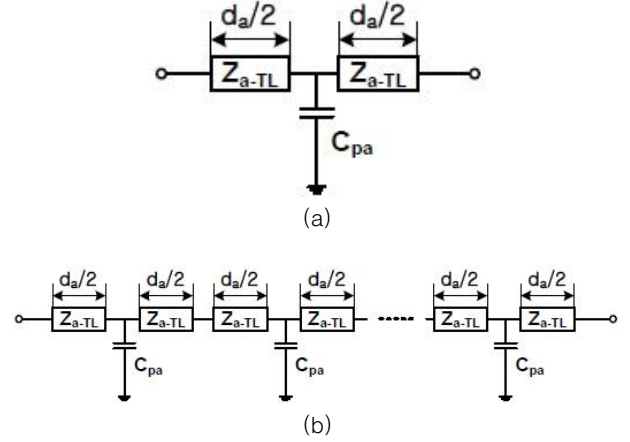 dₐ/2 dₐ/2
Zₐ₋TL Zₐ₋TL
Cpa
(a)
dₐ/2 dₐ/2 dₐ/2 dₐ/2 dₐ/2 dₐ/2
Zₐ₋TL Zₐ₋TL Zₐ₋TL Zₐ₋TL Zₐ₋TL Zₐ₋TL
Cpa Cpa Cpa
(b)